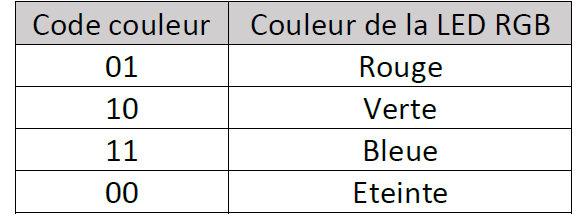 Code couleur Couleur de la LED RGB
01 Rouge
10 Verte
11 Bleue
00 Eteinte